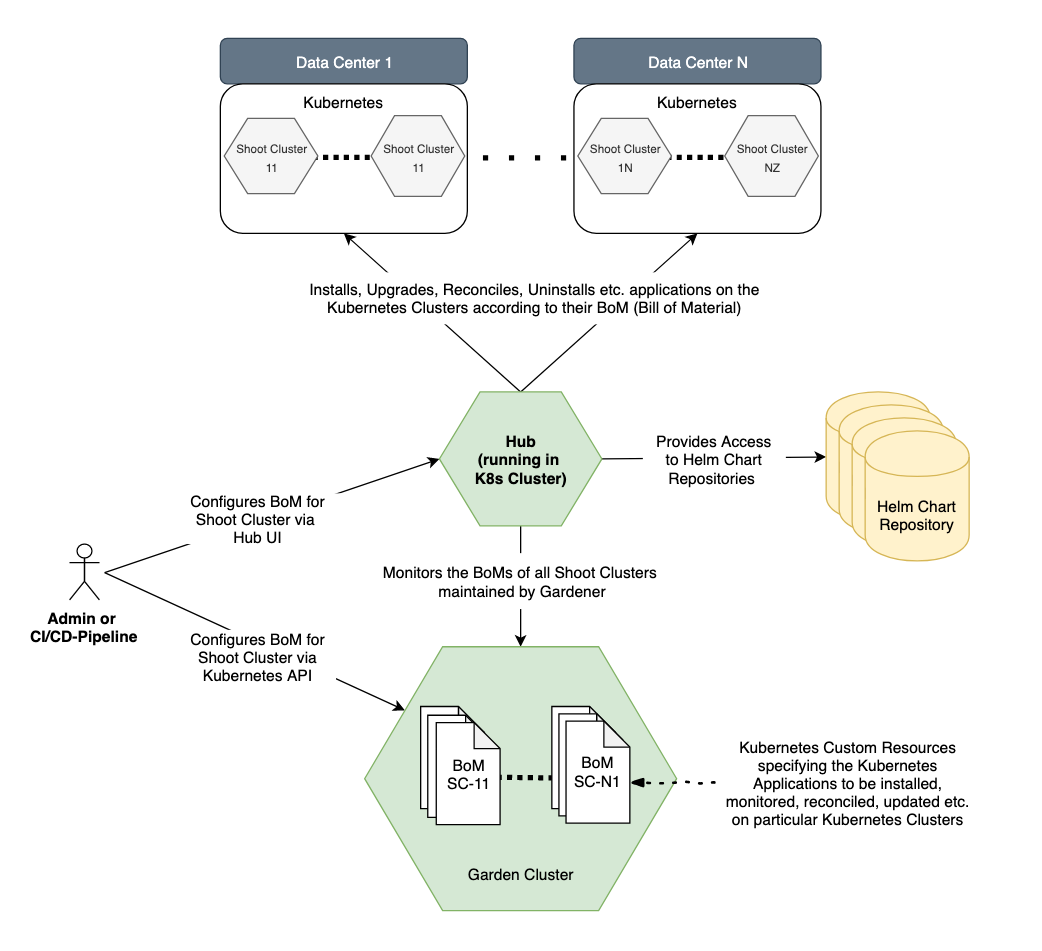 Data Center 1
Data Center N
Kubernetes
Kubernetes
Shoot Cluster
11
Shoot Cluster
11
Shoot Cluster
1N
Shoot Cluster
NZ
Installs, Upgrades, Reconciles, Uninstalls etc. applications on the
Kubernetes Clusters according to their BoM (Bill of Material)
Hub
(running in
K8s Cluster)
Provides Access
to Helm Chart
Repositories
Helm Chart
Repository
Configures BoM for
Shoot Cluster via
Hub UI
Monitors the BoMs of all Shoot Clusters
maintained by Gardener
Admin or
CI/CD-Pipeline
Configures BoM for
Shoot Cluster via
Kubernetes API
BoM
SC-11
BoM
SC-N1
Kubernetes Custom Resources
specifying the Kubernetes
Applications to be installed,
monitored, reconciled, updated etc.
on particular Kubernetes Clusters
Garden Cluster